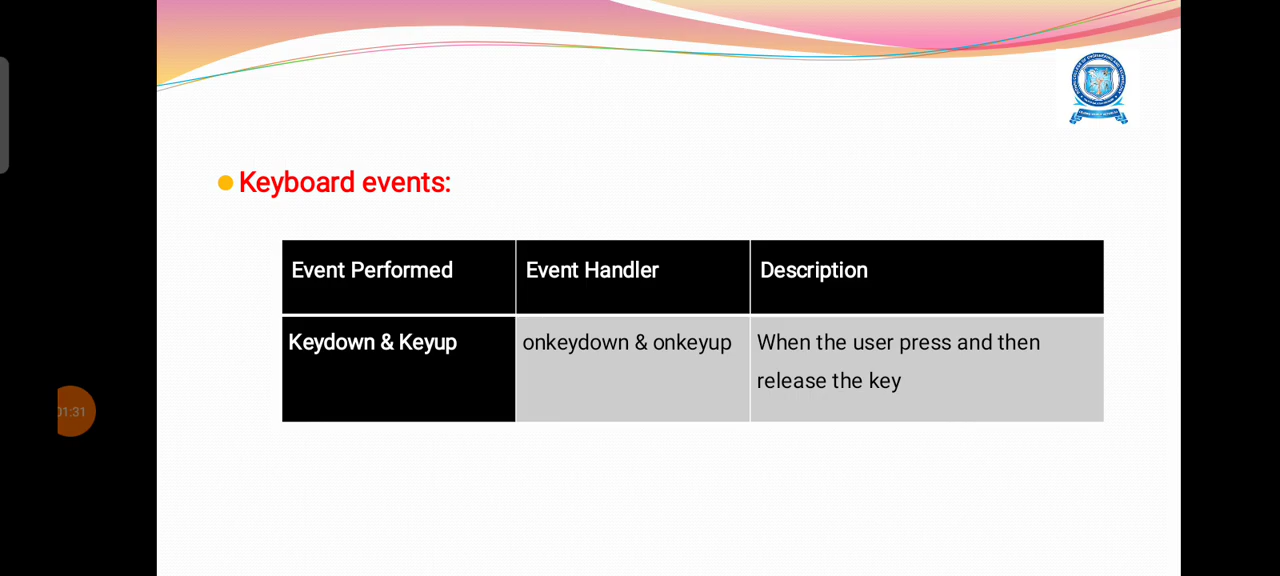 Keyboard events:
Event Performed Event Handler Description
Keydown & Keyup onkeydown & onkeyup When the user press and then
release the key
01:31